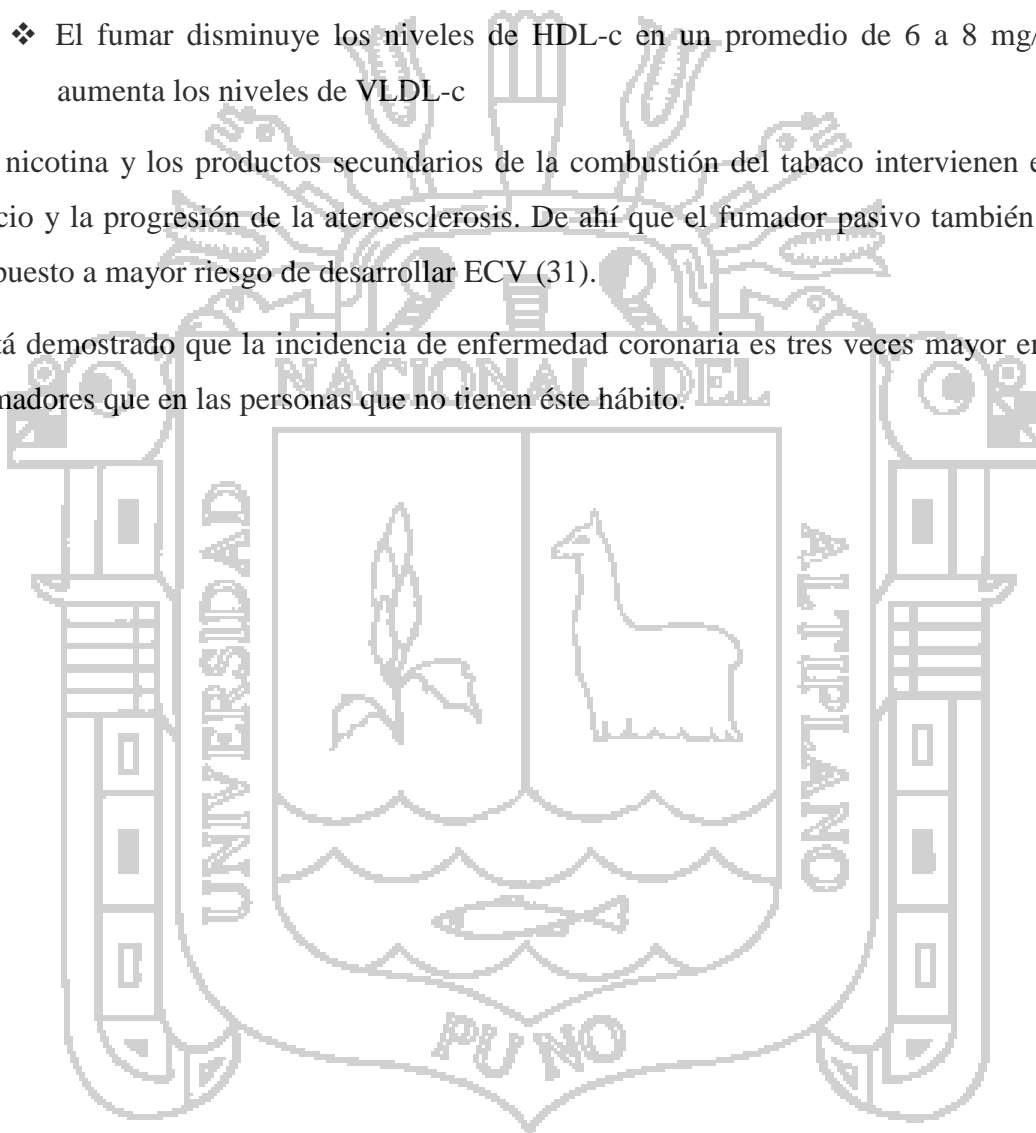 ❖ El fumar disminuye los niveles de HDL-c en un promedio de 6 a 8 mg/
aumenta los niveles de VLDL-c
nicotina y los productos secundarios de la combustión del tabaco intervienen e
cio y la progresión de la ateroesclerosis. De ahí que el fumador pasivo también
puesto a mayor riesgo de desarrollar ECV (31).
tá demostrado que la incidencia de enfermedad coronaria es tres veces mayor en
madores que en las personas que no tienen éste hábito.
NACIONAL DEL
UNIVERSIDAD
ALTIPLANO
PUNO